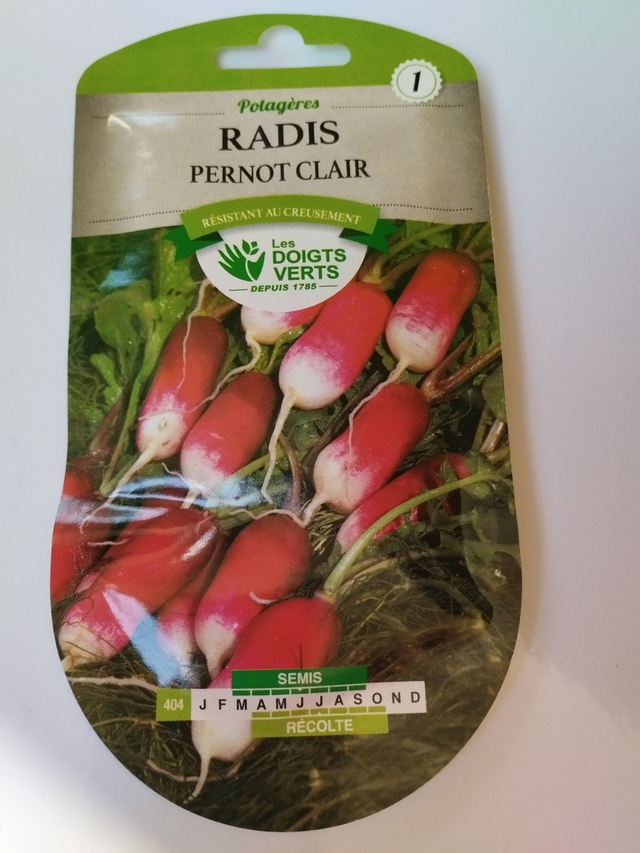 1
Potagères
RADIS
PERNOT CLAIR
RÉSISTANT AU CREUSEMENT
Les
DOIGTS
VERTS
DEPUIS 1785
SEMIS
404 J F M A M J J A S O N D
RÉCOLTE